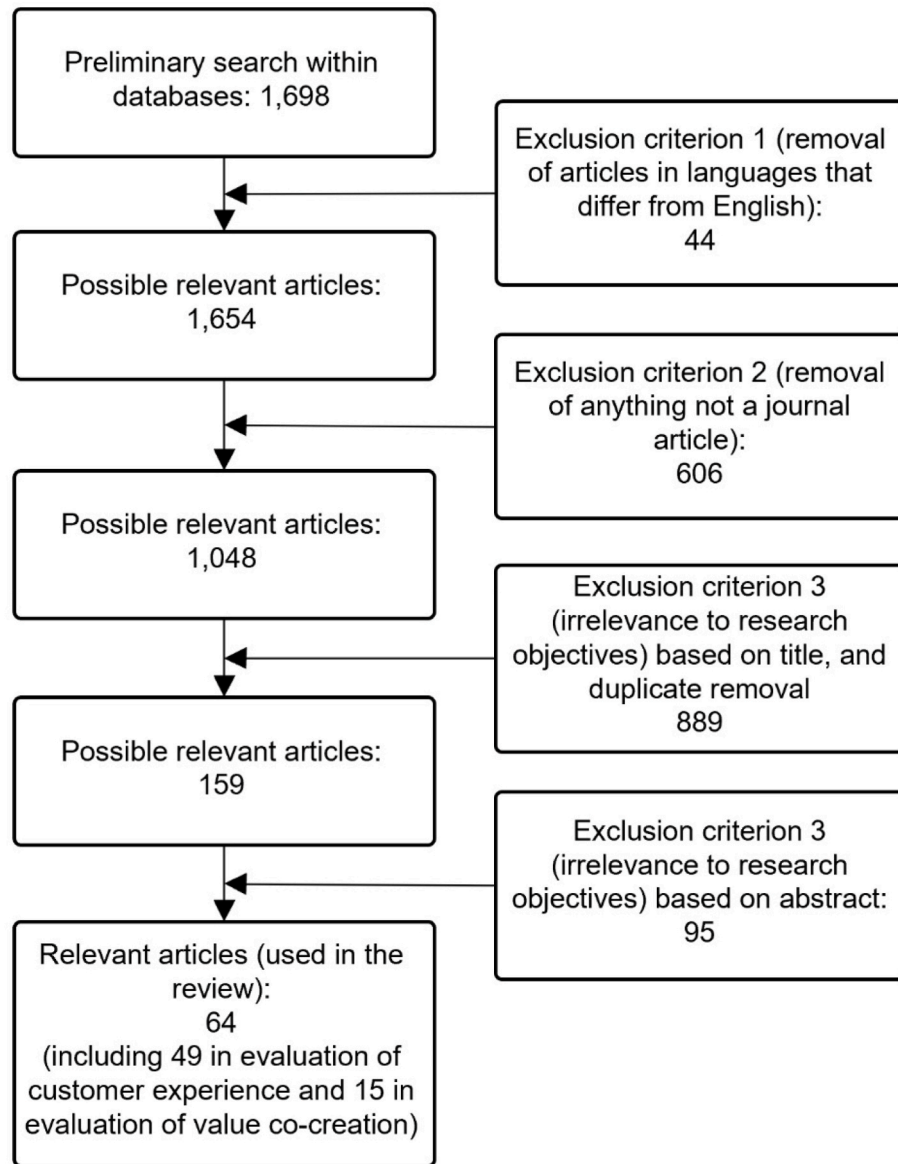 Preliminary search within
databases: 1,698
Exclusion criterion 1 (removal
of articles in languages that
differ from English):
44
Possible relevant articles:
1,654
Exclusion criterion 2 (removal
of anything not a journal
article):
606
Possible relevant articles:
1,048
Exclusion criterion 3
(irrelevance to research
objectives) based on title, and
duplicate removal
889
Possible relevant articles:
159
Exclusion criterion 3
(irrelevance to research
objectives) based on abstract:
95
Relevant articles (used in the
review):
64
(including 49 in evaluation of
customer experience and 15 in
evaluation of value co-creation)